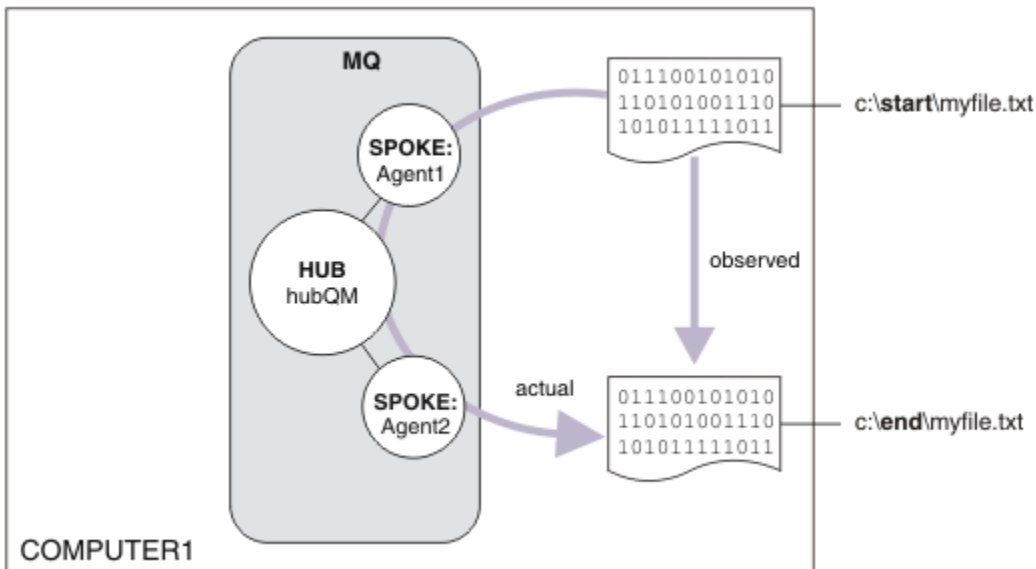 MQ
011100101010
110101001110
101011111011
c:\start\myfile.txt
SPOKE:
Agent1
observed
HUB
hubQM
actual
SPOKE:
Agent2
011100101010
110101001110
101011111011
c:\end\myfile.txt
COMPUTER1